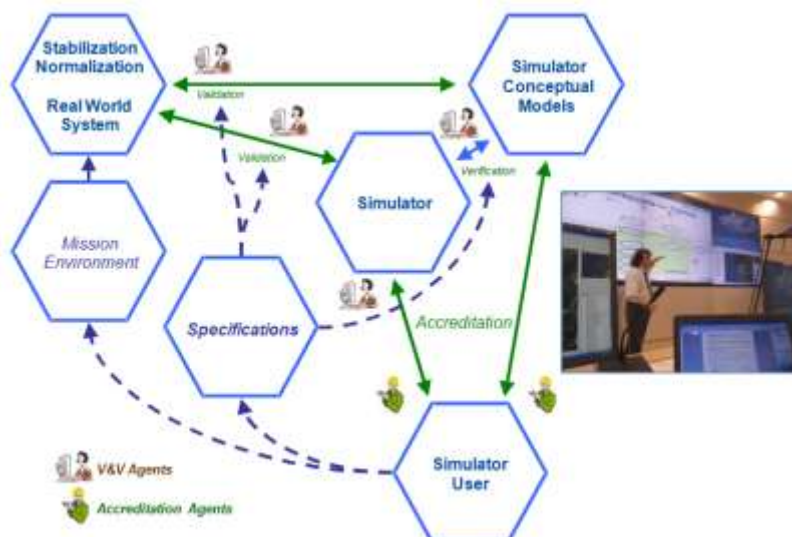 Stabilization
Normalization
Real World
System
Validation
Validation
Simulator
Conceptual
Models
Verification
Simulator
Mission
Environment
Specifications
Accreditation
Simulator
User
V&V Agents
Accreditation Agents